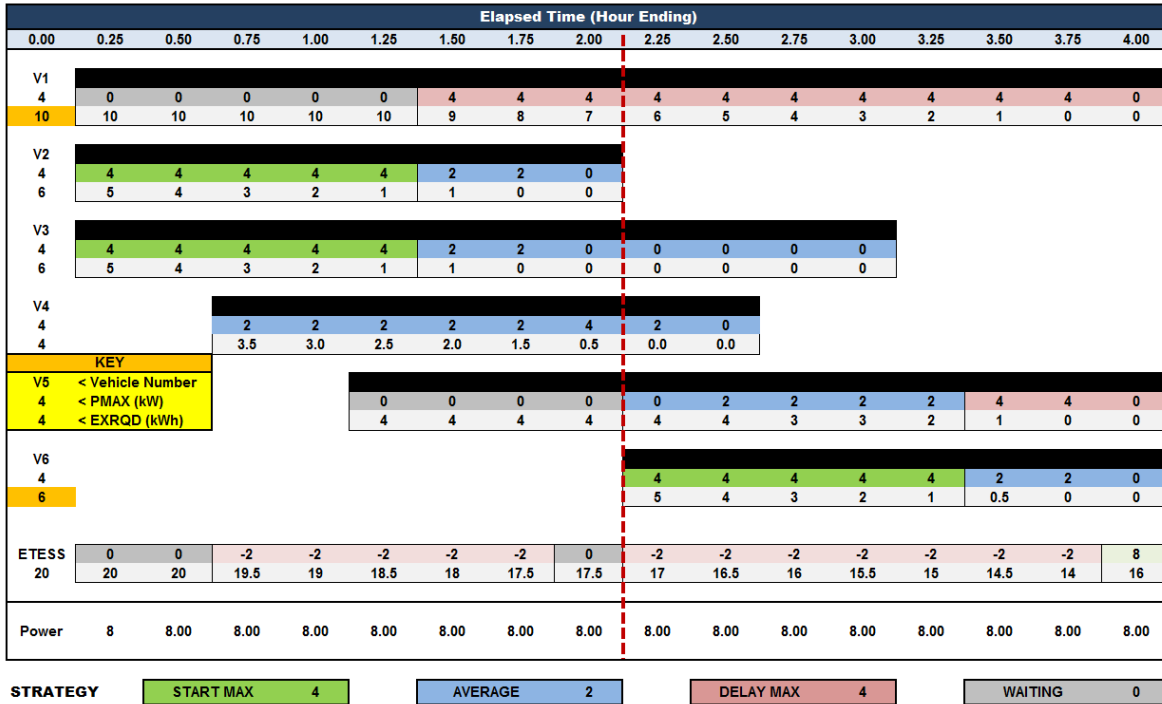 Elapsed Time (Hour Ending)
0.00 0.25 0.50 0.75 1.00 1.25 1.50 1.75 2.00 2.25 2.50 2.75 3.00 3.25 3.50 3.75 4.00
V1
4 0 0 0 0 0 4 4 4 4 4 4 4 4 4 4 0
10 10 10 10 10 10 9 8 7 6 5 4 3 2 1 0 0
V2
4 4 4 4 4 4 2 2 0
6 5 4 3 2 1 1 0 0
V3
4 4 4 4 4 4 2 2 0 0 0 0 0
6 5 4 3 2 1 1 0 0 0 0 0 0
V4
4 2 2 2 2 2 4 2 0
4 3.5 3.0 2.5 2.0 1.5 0.5 0.0 0.0
KEY
V5 < Vehicle Number
4 < PMAX (kW) 0 0 0 0 0 2 2 2 2 4 4 0
4 < EXRQD (kWh) 4 4 4 4 4 4 3 3 2 1 0 0
V6
4 4 4 4 4 4 2 2 0
6 5 4 3 2 1 0.5 0 0
ETESS 0 0 -2 -2 -2 -2 -2 0 -2 -2 -2 -2 -2 -2 -2 8
20 20 20 19.5 19 18.5 18 17.5 17.5 17 16.5 16 15.5 15 14.5 14 16
Power 8 8.00 8.00 8.00 8.00 8.00 8.00 8.00 8.00 8.00 8.00 8.00 8.00 8.00 8.00 8.00
STRATEGY START MAX 4 AVERAGE 2 DELAY MAX 4 WAITING 0